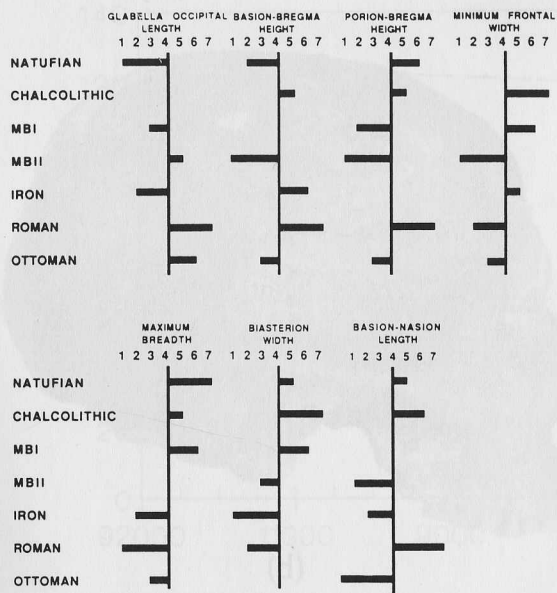 GLABELLA OCCIPITAL LENGTH
BASION-BREGMA HEIGHT
PORION-BREGMA HEIGHT
MINIMUM FRONTAL WIDTH
1 2 3 4 5 6 7
1 2 3 4 5 6 7
1 2 3 4 5 6 7
1 2 3 4 5 6 7
NATUFIAN
CHALCOLITHIC
MBI
MBII
IRON
ROMAN
OTTOMAN
MAXIMUM BREADTH
BIASTERION WIDTH
BASION-NASION LENGTH
1 2 3 4 5 6 7
1 2 3 4 5 6 7
1 2 3 4 5 6 7
NATUFIAN
CHALCOLITHIC
MBI
MBII
IRON
ROMAN
OTTOMAN